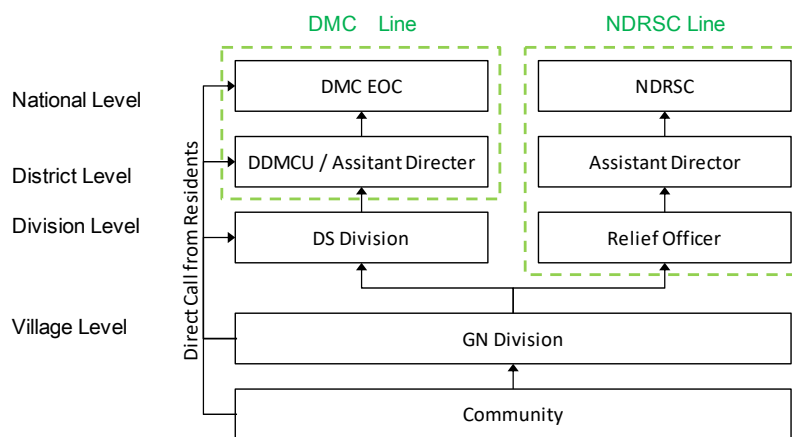 DMC Line
NDRSC Line
National Level
DMC EOC
NDRSC
District Level
DDMCU / Assitant Directer
Assistant Director
Division Level
DS Division
Relief Officer
Direct Call from Residents
Village Level
GN Division
Community